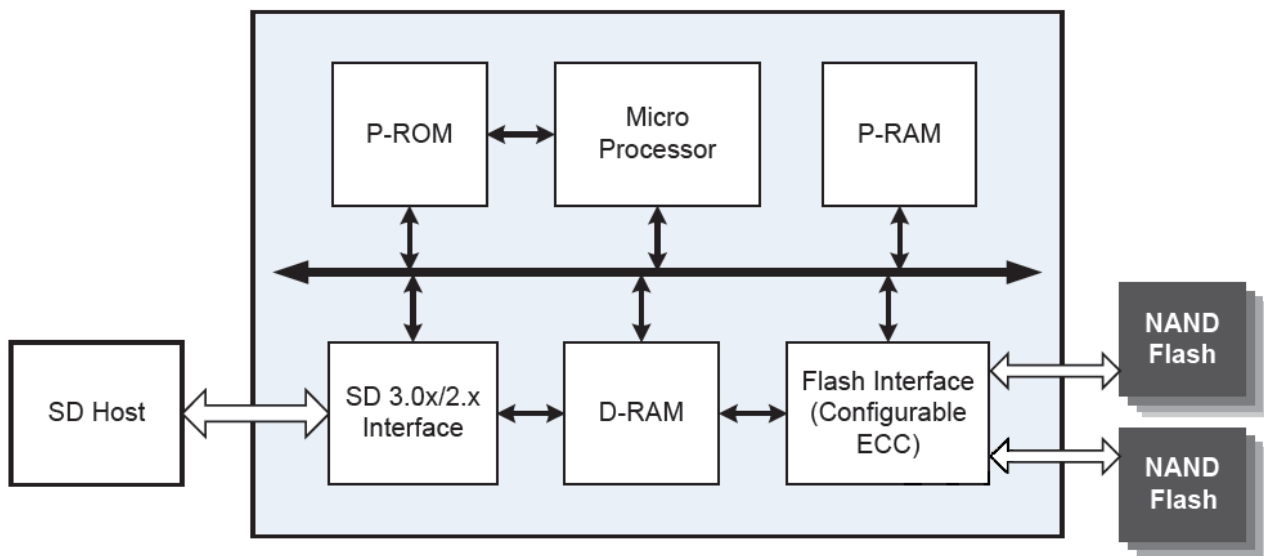 P-ROM
Micro
Processor
P-RAM
SD Host
SD 3.0x/2.x
Interface
D-RAM
Flash Interface
(Configurable
ECC)
NAND
Flash
NAND
Flash